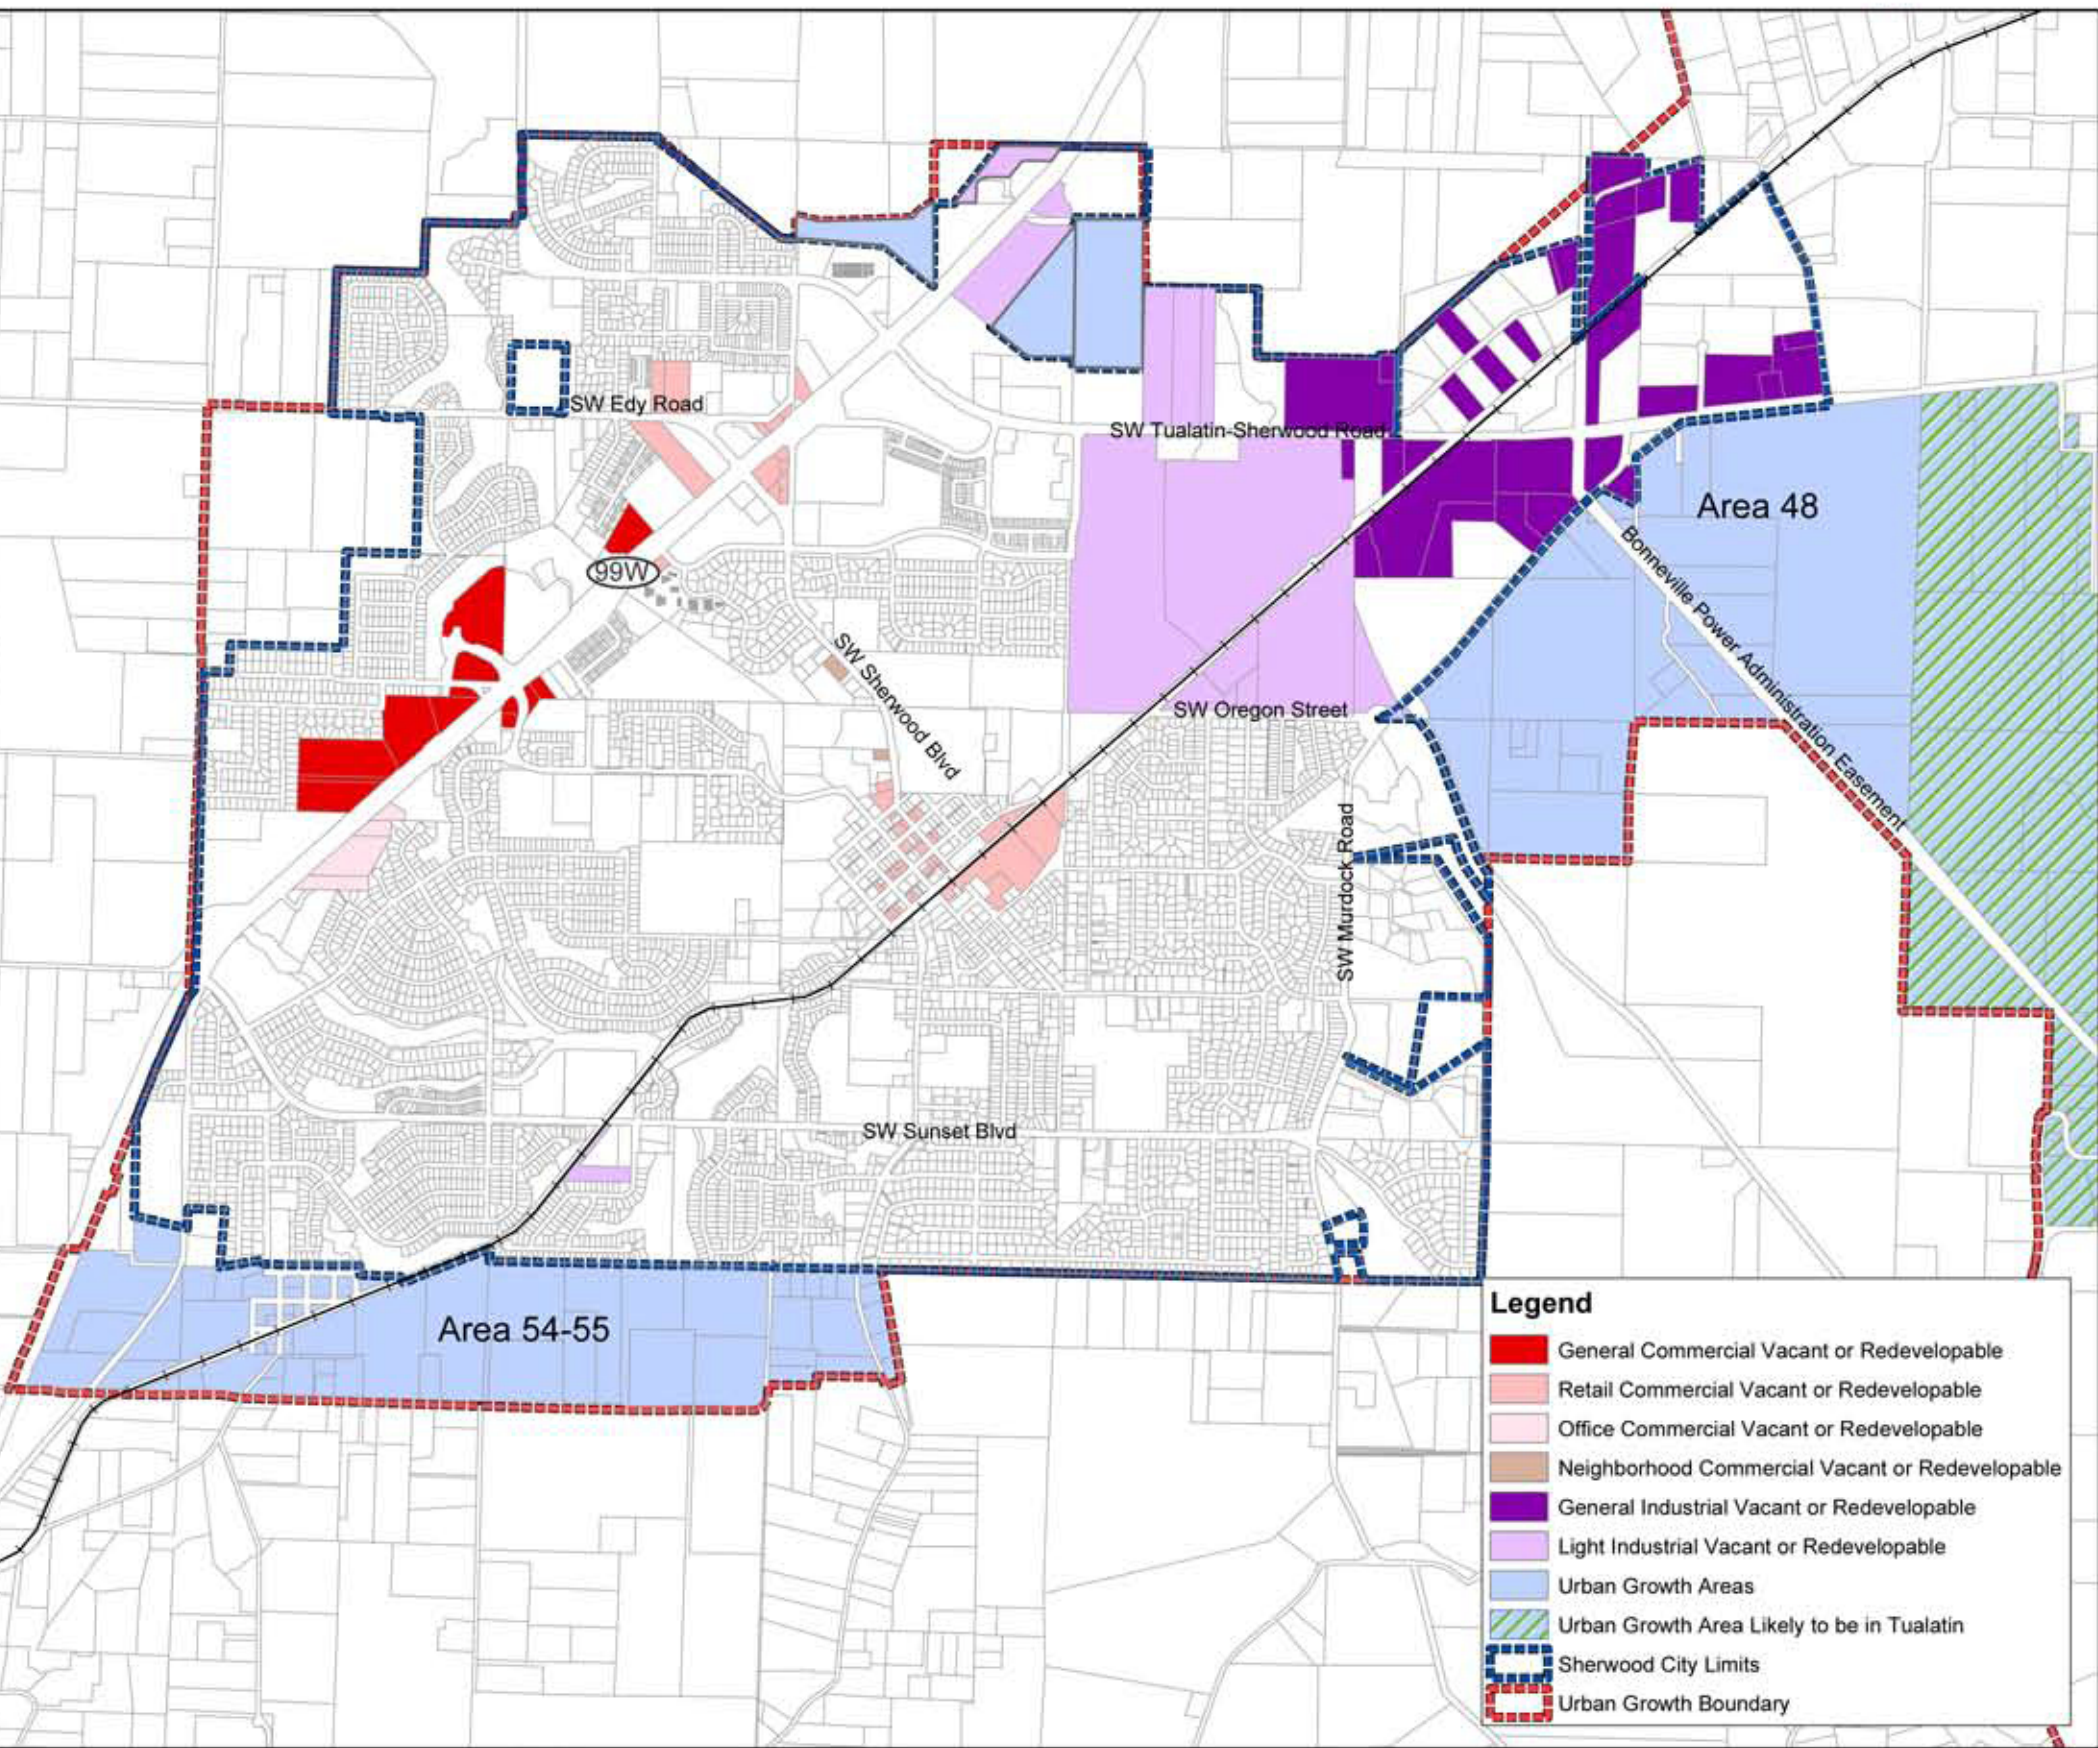 SW Edy Road
SW Tualatin-Sherwood Road
Area 48
99W
Bonneville Power Administration Easement
SW Sherwood Blvd
SW Oregon Street
SW Murdock Road
SW Sunset Blvd
Area 54-55
Legend
General Commercial Vacant or Redevelopable
Retail Commercial Vacant or Redevelopable
Office Commercial Vacant or Redevelopable
Neighborhood Commercial Vacant or Redevelopable
General Industrial Vacant or Redevelopable
Light Industrial Vacant or Redevelopable
Urban Growth Areas
Urban Growth Area Likely to be in Tualatin
Sherwood City Limits
Urban Growth Boundary